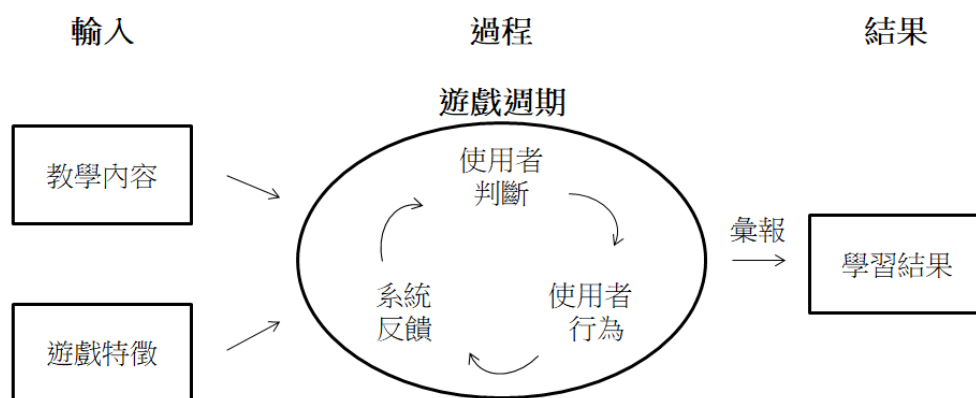 輸入
過程
結果
遊戲週期
教學內容
使用者
判斷
彙報
學習結果
系統
反饋
使用者
行為
遊戲特徵